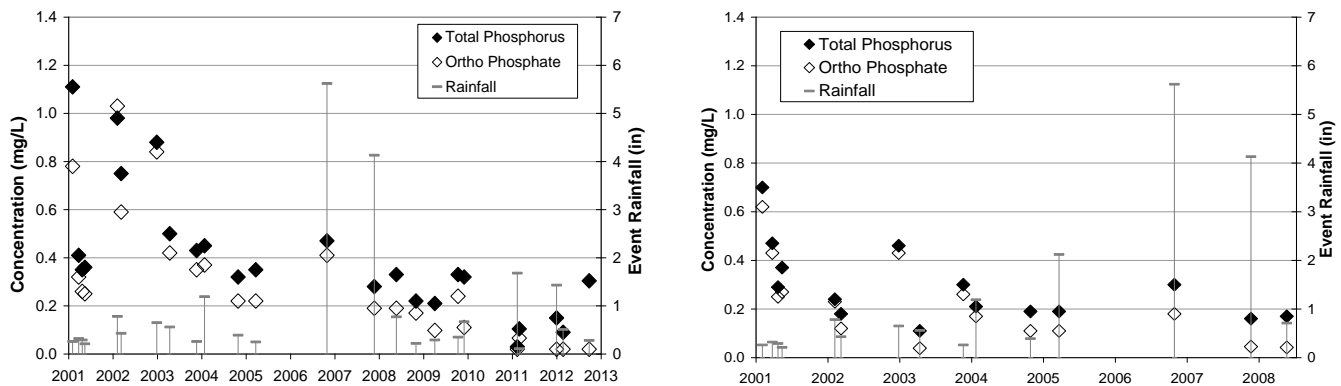 1.4
1.2
1.0
0.8
0.6
0.4
0.2
0.0
Concentration (mg/L)
Total Phosphorus
Ortho Phosphate
Rainfall
7
6
5
4
3
2
1
0
Event Rainfall (in)
2001 2002 2003 2004 2005 2006 2007 2008 2009 2010 2011 2012 2013
1.4
1.2
1.0
0.8
0.6
0.4
0.2
0.0
Concentration (mg/L)
Total Phosphorus
Ortho Phosphate
Rainfall
7
6
5
4
3
2
1
0
Event Rainfall (in)
2001 2002 2003 2004 2005 2006 2007 2008